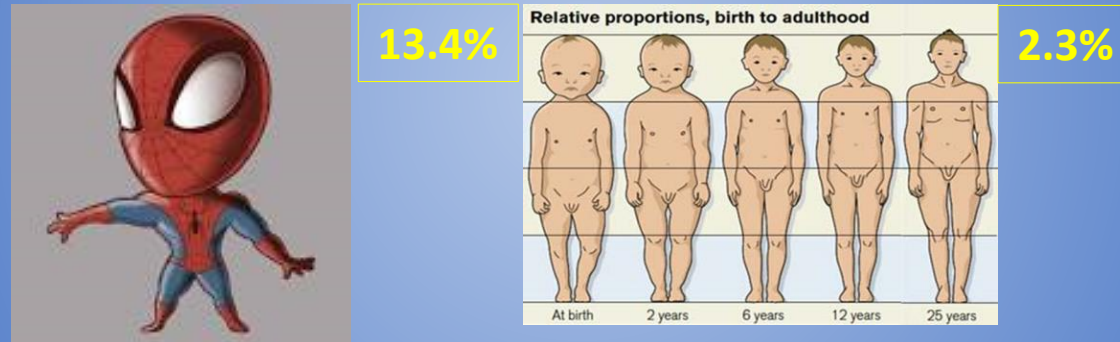 13.4%
Relative proportions, birth to adulthood
2.3%
At birth
2 years
6 years
12 years
25 years